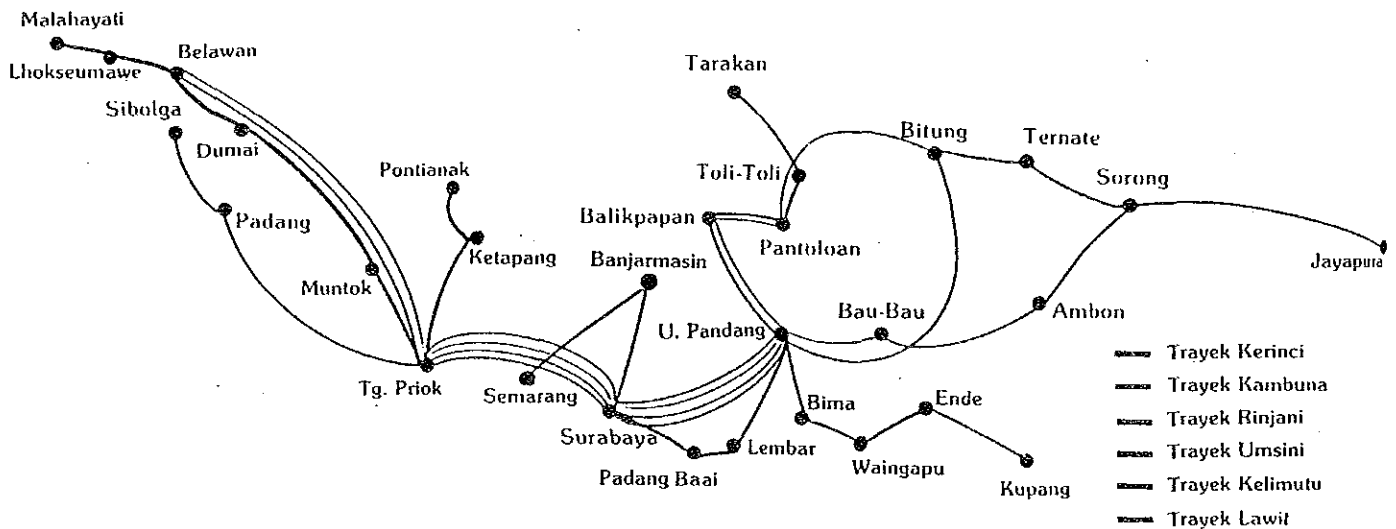 Malahayati
Lhokseumawe
Belawan
Sibolga
Dumai
Padang
Muntok
Pontianak
Ketapang
Tg. Priok
Semarang
Banjarmasin
Surabaya
Padang Baai
Lembar
Tarakan
Toli-Toli
Balikpapan
Pantoloan
U. Pandang
Bau-Bau
Bitung
Ternate
Sorong
Jayapura
Ambon
Bima
Waingapu
Ende
Kupang
Trayek Kerinci
Trayek Kambuna
Trayek Rinjani
Trayek Umsini
Trayek Kelimutu
Trayek Lawit